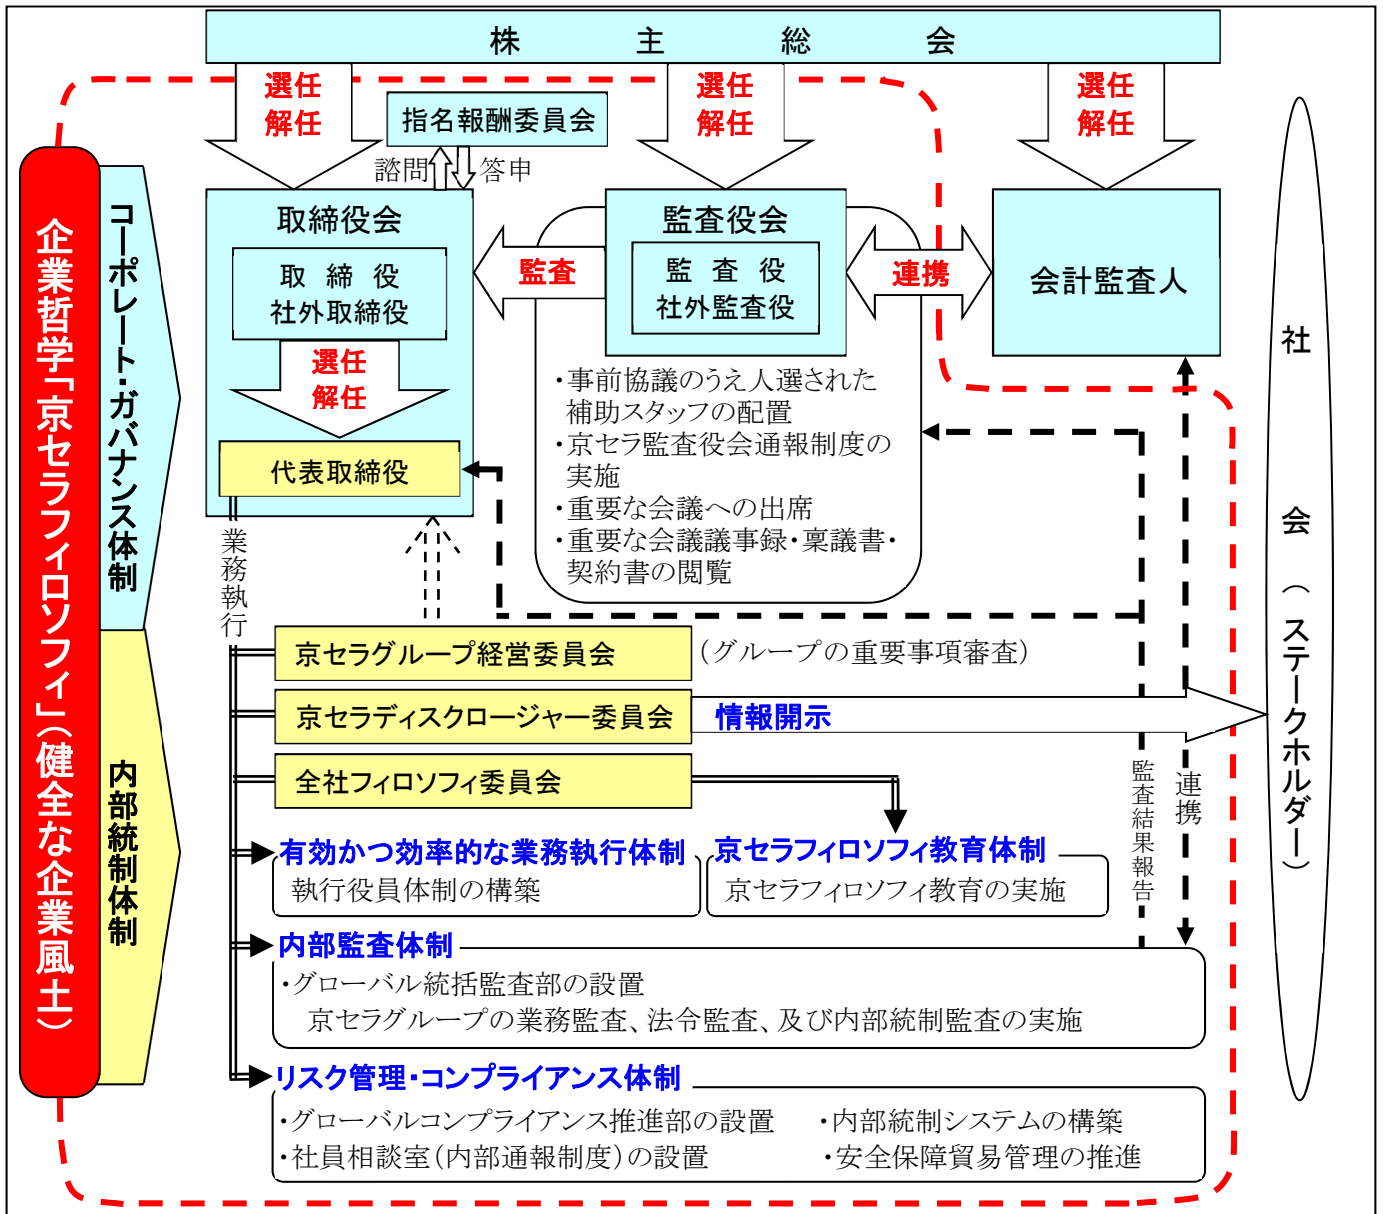 株主総会
選任
解任
選任
解任
選任
解任
指名報酬委員会
諮問
答申
取締役会
取締役
社外取締役
選任
解任
代表取締役
監査
監査役会
監査役
社外監査役
連携
会計監査人
・事前協議のうえ人選された
補助スタッフの配置
・京セラ監査役会通報制度の
実施
・重要な会議への出席
・重要な会議議事録・稟議書・
契約書の閲覧
企業哲学「京セラフィロソフィ」(健全な企業風土)
コーポレート・ガバナンス体制
内部統制体制
業務執行
京セラグループ経営委員会
(グループの重要事項審査)
京セラディスクロージャー委員会
情報開示
全社フィロソフィ委員会
有効かつ効率的な業務執行体制
執行役員体制の構築
京セラフィロソフィ教育体制
京セラフィロソフィ教育の実施
監査結果報告
連携
内部監査体制
・グローバル統括監査部の設置
京セラグループの業務監査、法令監査、及び内部統制監査の実施
リスク管理・コンプライアンス体制
・グローバルコンプライアンス推進部の設置
・内部統制システムの構築
・社員相談室(内部通報制度)の設置
・安全保障貿易管理の推進
社会(ステークホルダー)